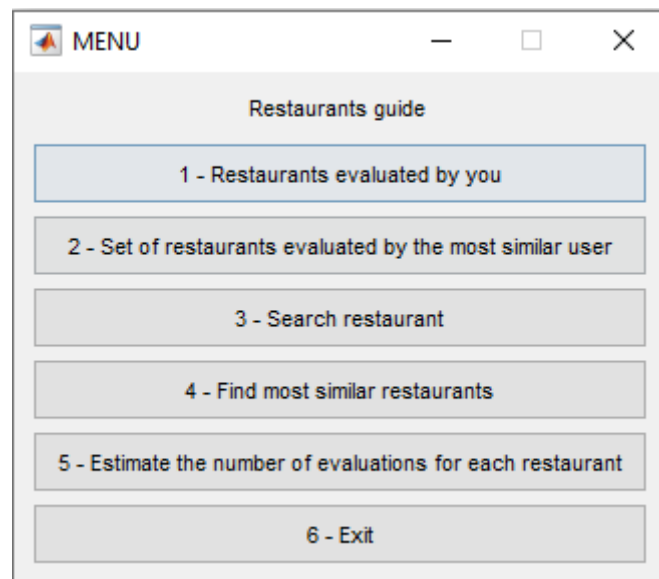 MENU
Restaurants guide
1 - Restaurants evaluated by you
2 - Set of restaurants evaluated by the most similar user
3 - Search restaurant
4 - Find most similar restaurants
5 - Estimate the number of evaluations for each restaurant
6 - Exit